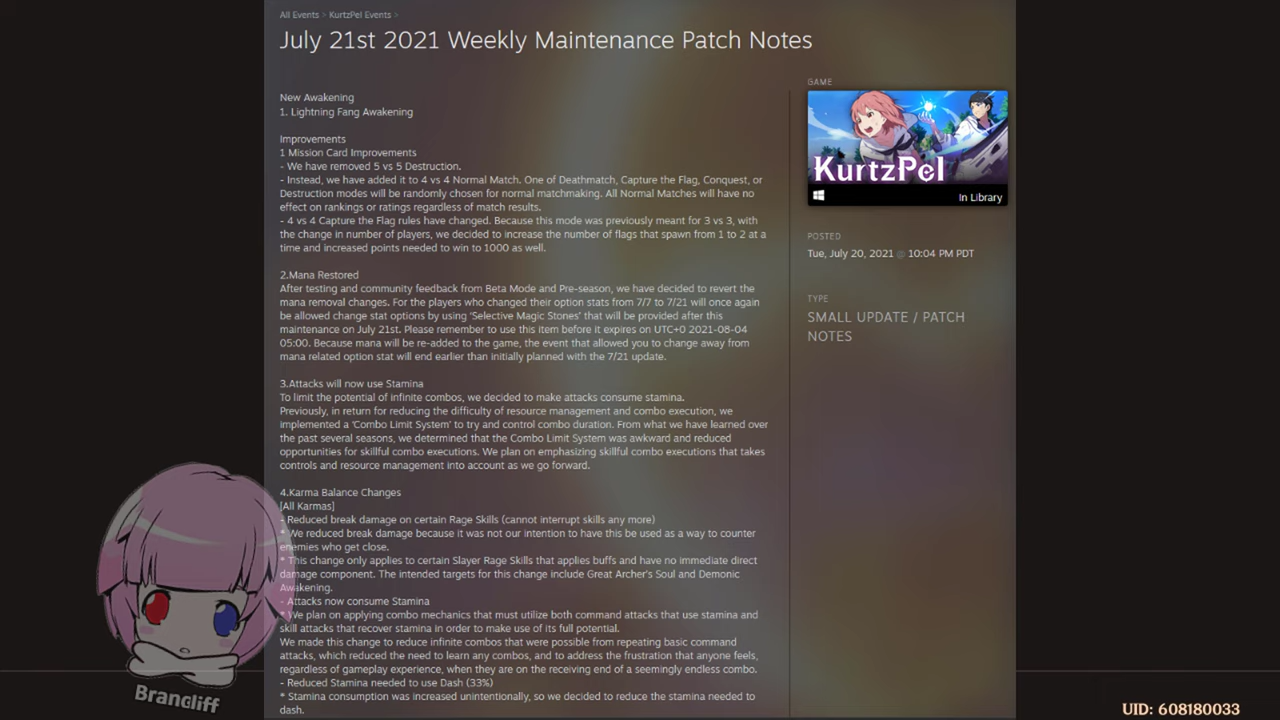 All Events > KurtzPel Events >
July 21st 2021 Weekly Maintenance Patch Notes
New Awakening
1. Lightning Fang Awakening
Improvements
1 Mission Card Improvements
- We have removed 5 vs 5 Destruction.
- Instead, we have added it to 4 vs 4 Normal Match. One of Deathmatch, Capture the Flag, Conquest, or
Destruction modes will be randomly chosen for normal matchmaking. All Normal Matches will have no
effect on rankings or ratings regardless of match results.
- 4 vs 4 Capture the Flag rules have changed. Because this mode was previously meant for 3 vs 3, with
the change in number of players, we decided to increase the number of flags that spawn from 1 to 2 at a
time and increased points needed to win to 1000 as well.
2.Mana Restored
After testing and community feedback from Beta Mode and Pre-season, we have decided to revert the
mana removal changes. For the players who changed their option stats from 7/7 to 7/21 will once again
be allowed change stat options by using 'Selective Magic Stones' that will be provided after this
maintenance on July 21st. Please remember to use this item before it expires on UTC+0 2021-08-04
05:00. Because mana will be re-added to the game, the event that allowed you to change away from
mana related option stat will end earlier than initially planned with the 7/21 update.
3.Attacks will now use Stamina
To limit the potential of infinite combos, we decided to make attacks consume stamina.
Previously, in return for reducing the difficulty of resource management and combo execution, we
implemented a 'Combo Limit System' to try and control combo duration. From what we have learned over
the past several seasons, we determined that the Combo Limit System was awkward and reduced
opportunities for skillful combo executions. We plan on emphasizing skillful combo executions that takes
controls and resource management into account as we go forward.
4.Karma Balance Changes
[All Karmas]
- Reduced break damage on certain Rage Skills (cannot interrupt skills any more)
* We reduced break damage because it was not our intention to have this be used as a way to counter
enemies who get close.
* This change only applies to certain Slayer Rage Skills that applies buffs and have no immediate direct
damage component. The intended targets for this change include Great Archer's Soul and Demonic
Awakening.
- Attacks now consume Stamina
* We plan on applying combo mechanics that must utilize both command attacks that use stamina and
skill attacks that recover stamina in order to make use of its full potential.
We made this change to reduce infinite combos that were possible from repeating basic command
attacks, which reduced the need to learn any combos, and to address the frustration that anyone feels,
regardless of gameplay experience, when they are on the receiving end of a seemingly endless combo.
- Reduced Stamina needed to use Dash (33%)
* Stamina consumption was increased unintentionally, so we decided to reduce the stamina needed to
dash.
GAME
KurtzPel
In Library
POSTED
Tue, July 20, 2021 @ 10:04 PM PDT
TYPE
SMALL UPDATE / PATCH
NOTES
Brancliff
UID: 608180033